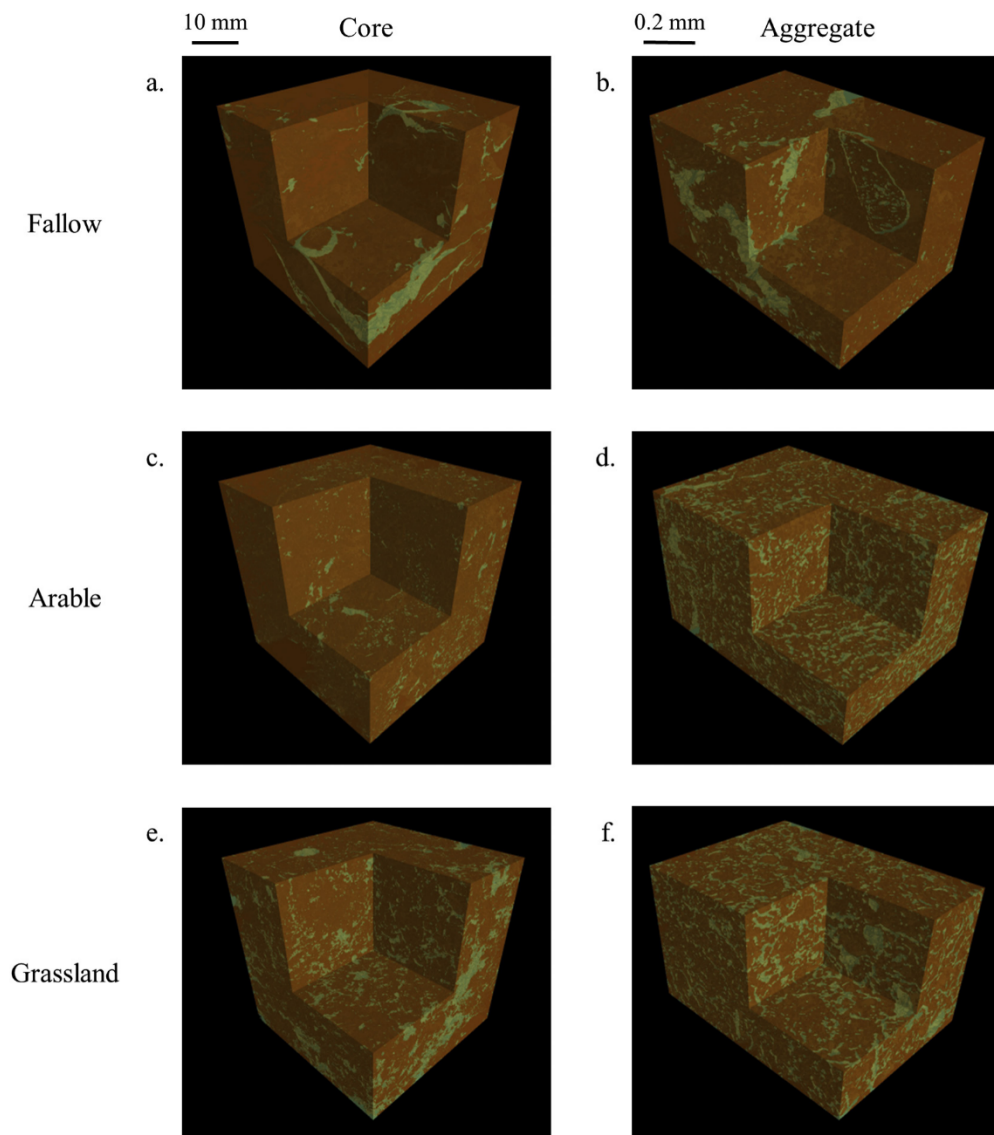 10 mm
Core
0.2 mm
Aggregate
a.
b.
Fallow
c.
d.
Arable
e.
f.
Grassland